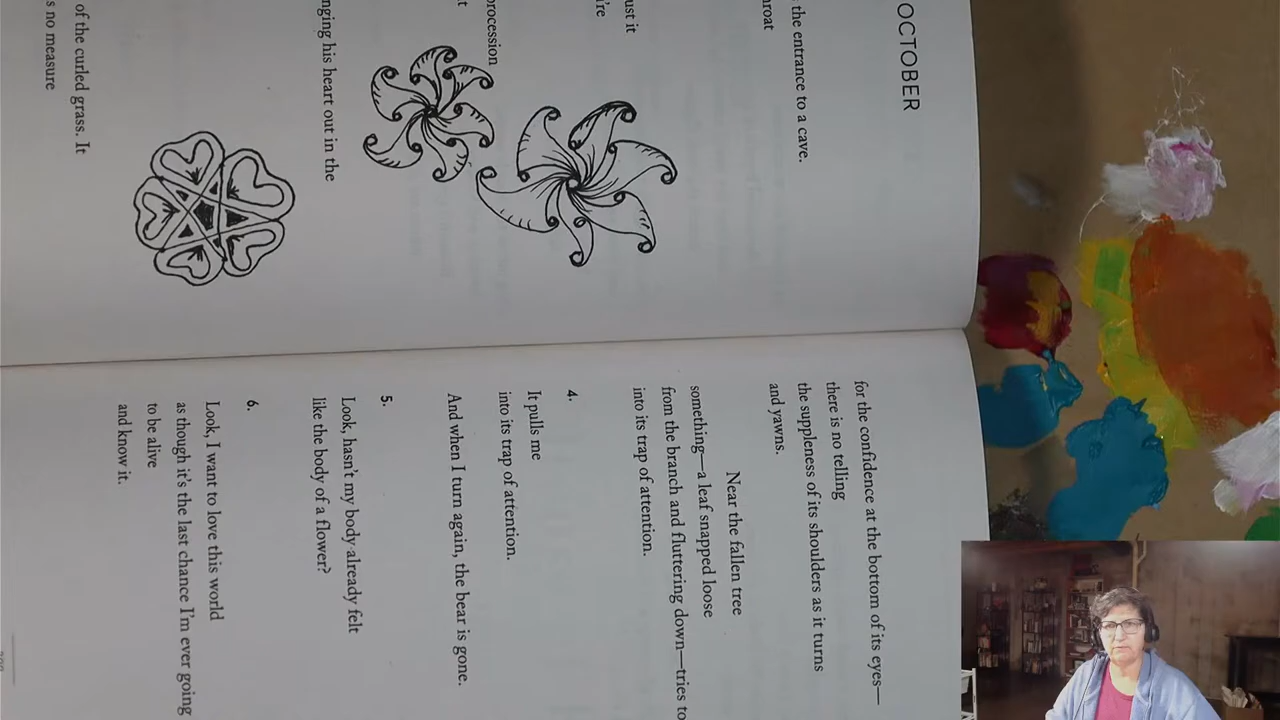 OCTOBER
the entrance to a cave.
ust it
're
procession
nging his heart out in the
of the curled grass. It
s no measure
for the confidence at the bottom of its eyes—
there is no telling
the suppleness of its shoulders as it turns
and yawns.
Near the fallen tree
something—a leaf snapped loose
from the branch and fluttering down—tries to
into its trap of attention.
4.
It pulls me
into its trap of attention.
And when I turn again, the bear is gone.
5.
Look, hasn't my body already felt
like the body of a flower?
6.
Look, I want to love this world
as though it's the last chance I'm ever going
to be alive
and know it.